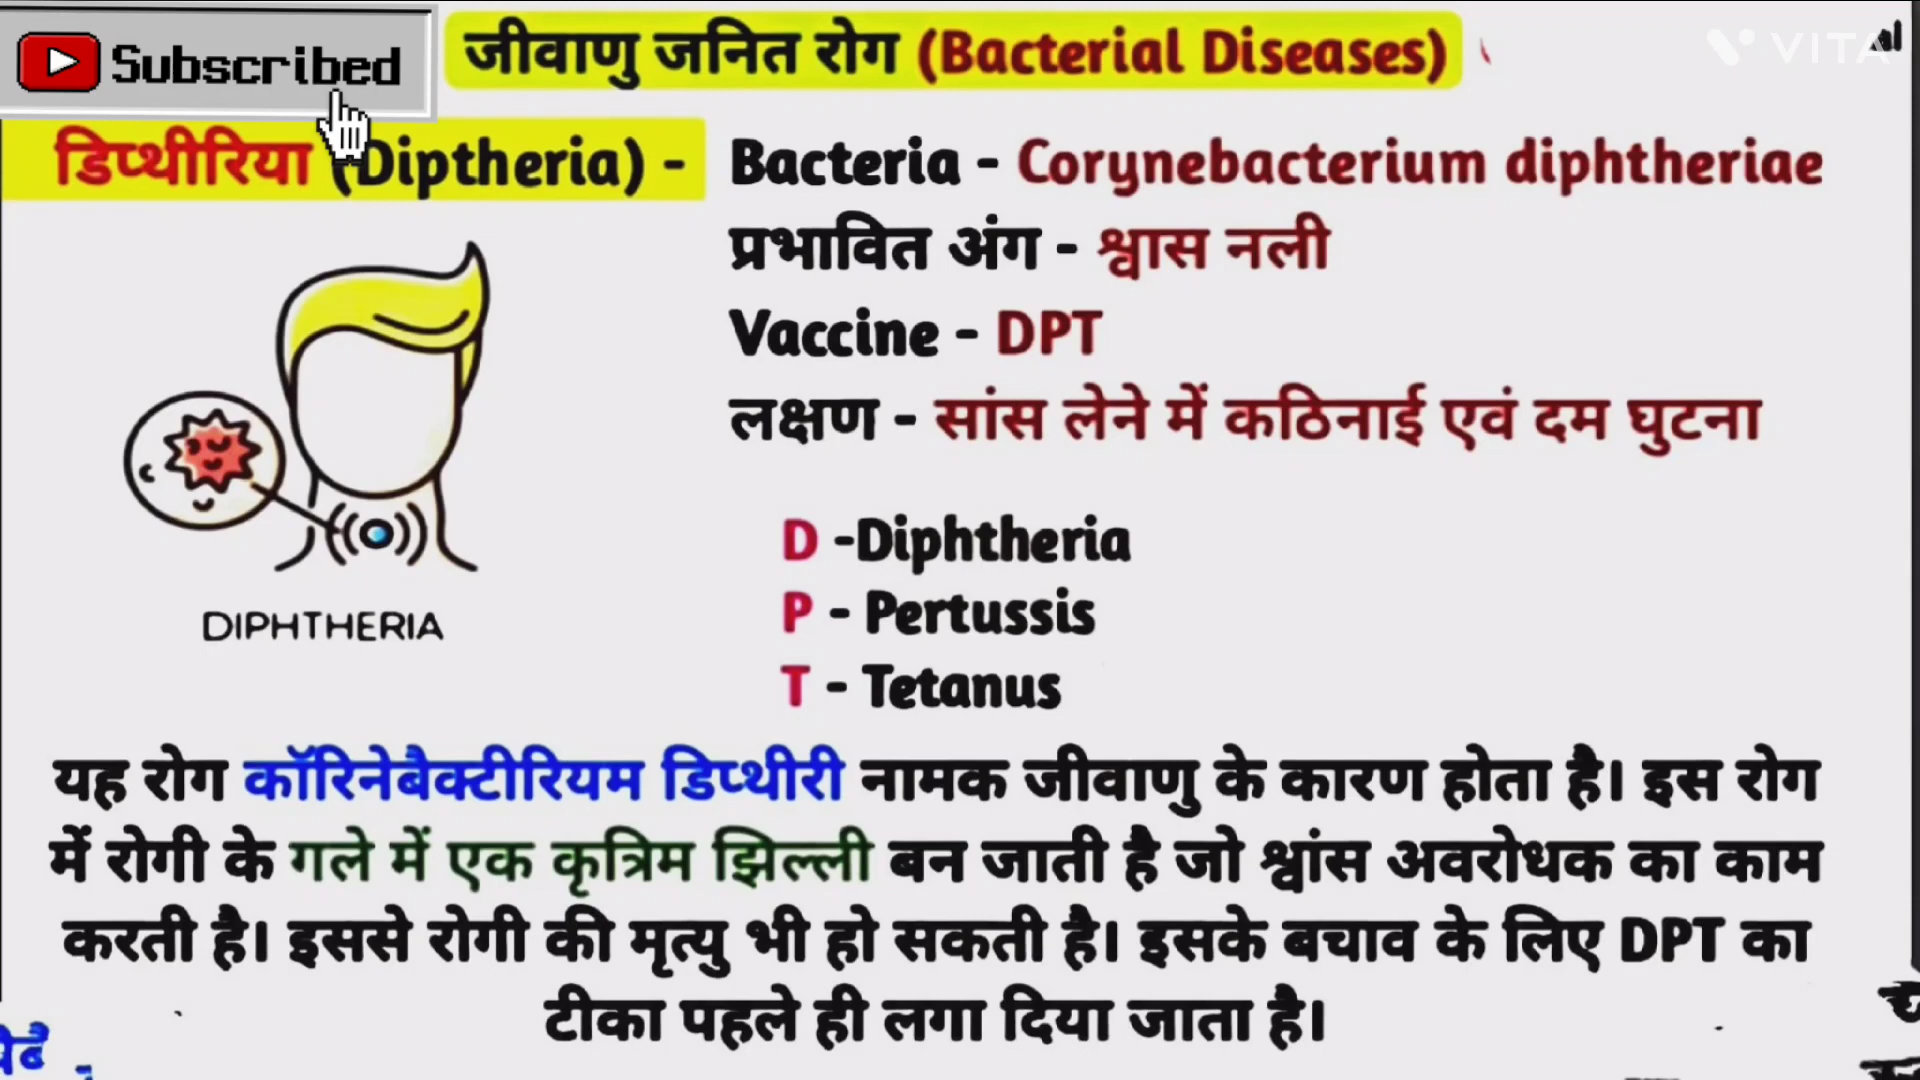 Subscribed
जीवाणु जनित रोग (Bacterial Diseases)
VITA
डिप्थीरिया (Diptheria) -
Bacteria - Corynebacterium diphtheriae
प्रभावित अंग - श्वास नली
Vaccine - DPT
लक्षण - सांस लेने में कठिनाई एवं दम घुटना
D -Diphtheria
P - Pertussis
T - Tetanus
DIPHTHERIA
यह रोग कॉरिनेबैक्टीरियम डिप्थीरी नामक जीवाणु के कारण होता है। इस रोग
में रोगी के गले में एक कृत्रिम झिल्ली बन जाती है जो श्वांस अवरोधक का काम
करती है। इससे रोगी की मृत्यु भी हो सकती है। इसके बचाव के लिए DPT का
टीका पहले ही लगा दिया जाता है।